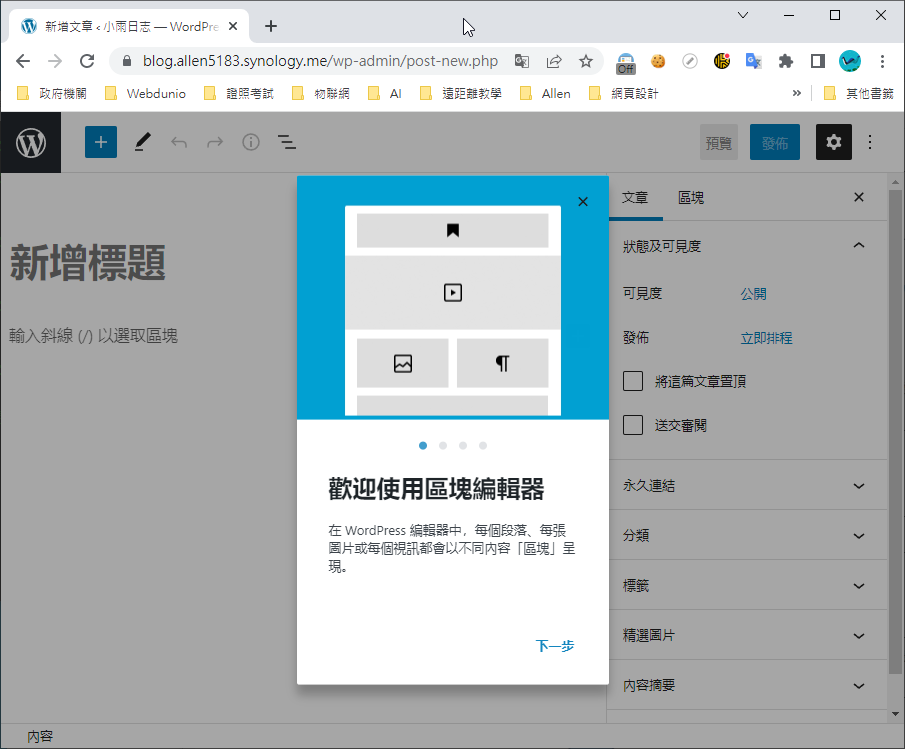 新增文章 ‹ 小雨日志 — WordPre
blog.allen5183.synology.me/wp-admin/post-new.php
Off
政府機關
Webdunio
證照考試
物聯網
AI
遠距離教學
Allen
網頁設計
»
其他書籤
預覽
發佈
文章
區塊
新增標題
輸入斜線 (/) 以選取區塊
狀態及可見度
可見度
公開
發佈
立即排程
將這篇文章置頂
送交審閱
永久連結
分類
標籤
精選圖片
內容摘要
歡迎使用區塊編輯器
在 WordPress 編輯器中，每個段落、每張
圖片或每個視訊都會以不同內容「區塊」呈
現。
下一步
內容